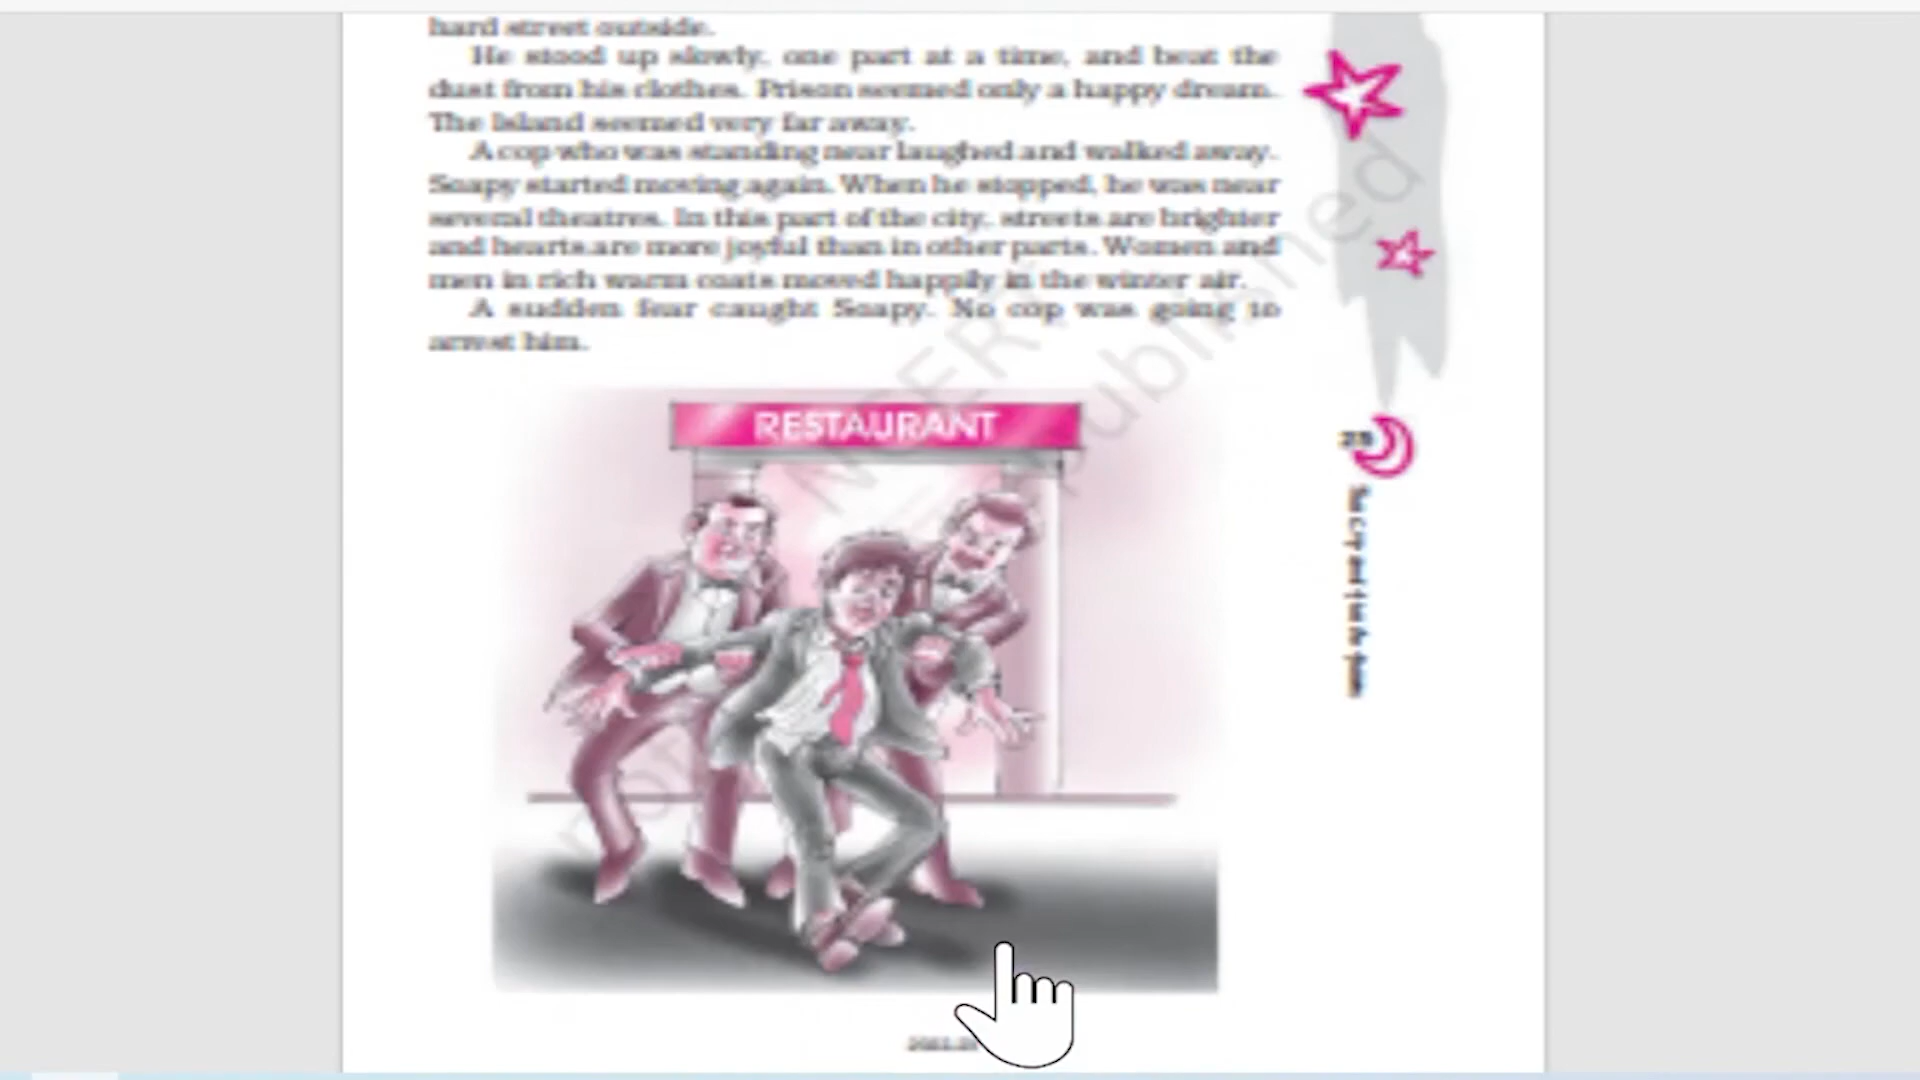 hard street outside.
He stood up slowly, one part at a time, and beat the
dust from his clothes. Prison seemed only a happy dream.
The Island seemed very far away.
A cop who was standing near laughed and walked away.
Soapy started moving again. When he stopped, he was near
several theatres. In this part of the city, streets are brighter
and hearts are more joyful than in other parts. Women and
men in rich warm coats moved happily in the winter air.
A sudden fear caught Soapy. No cop was going to
arrest him.
RESTAURANT
NCERT
not
published